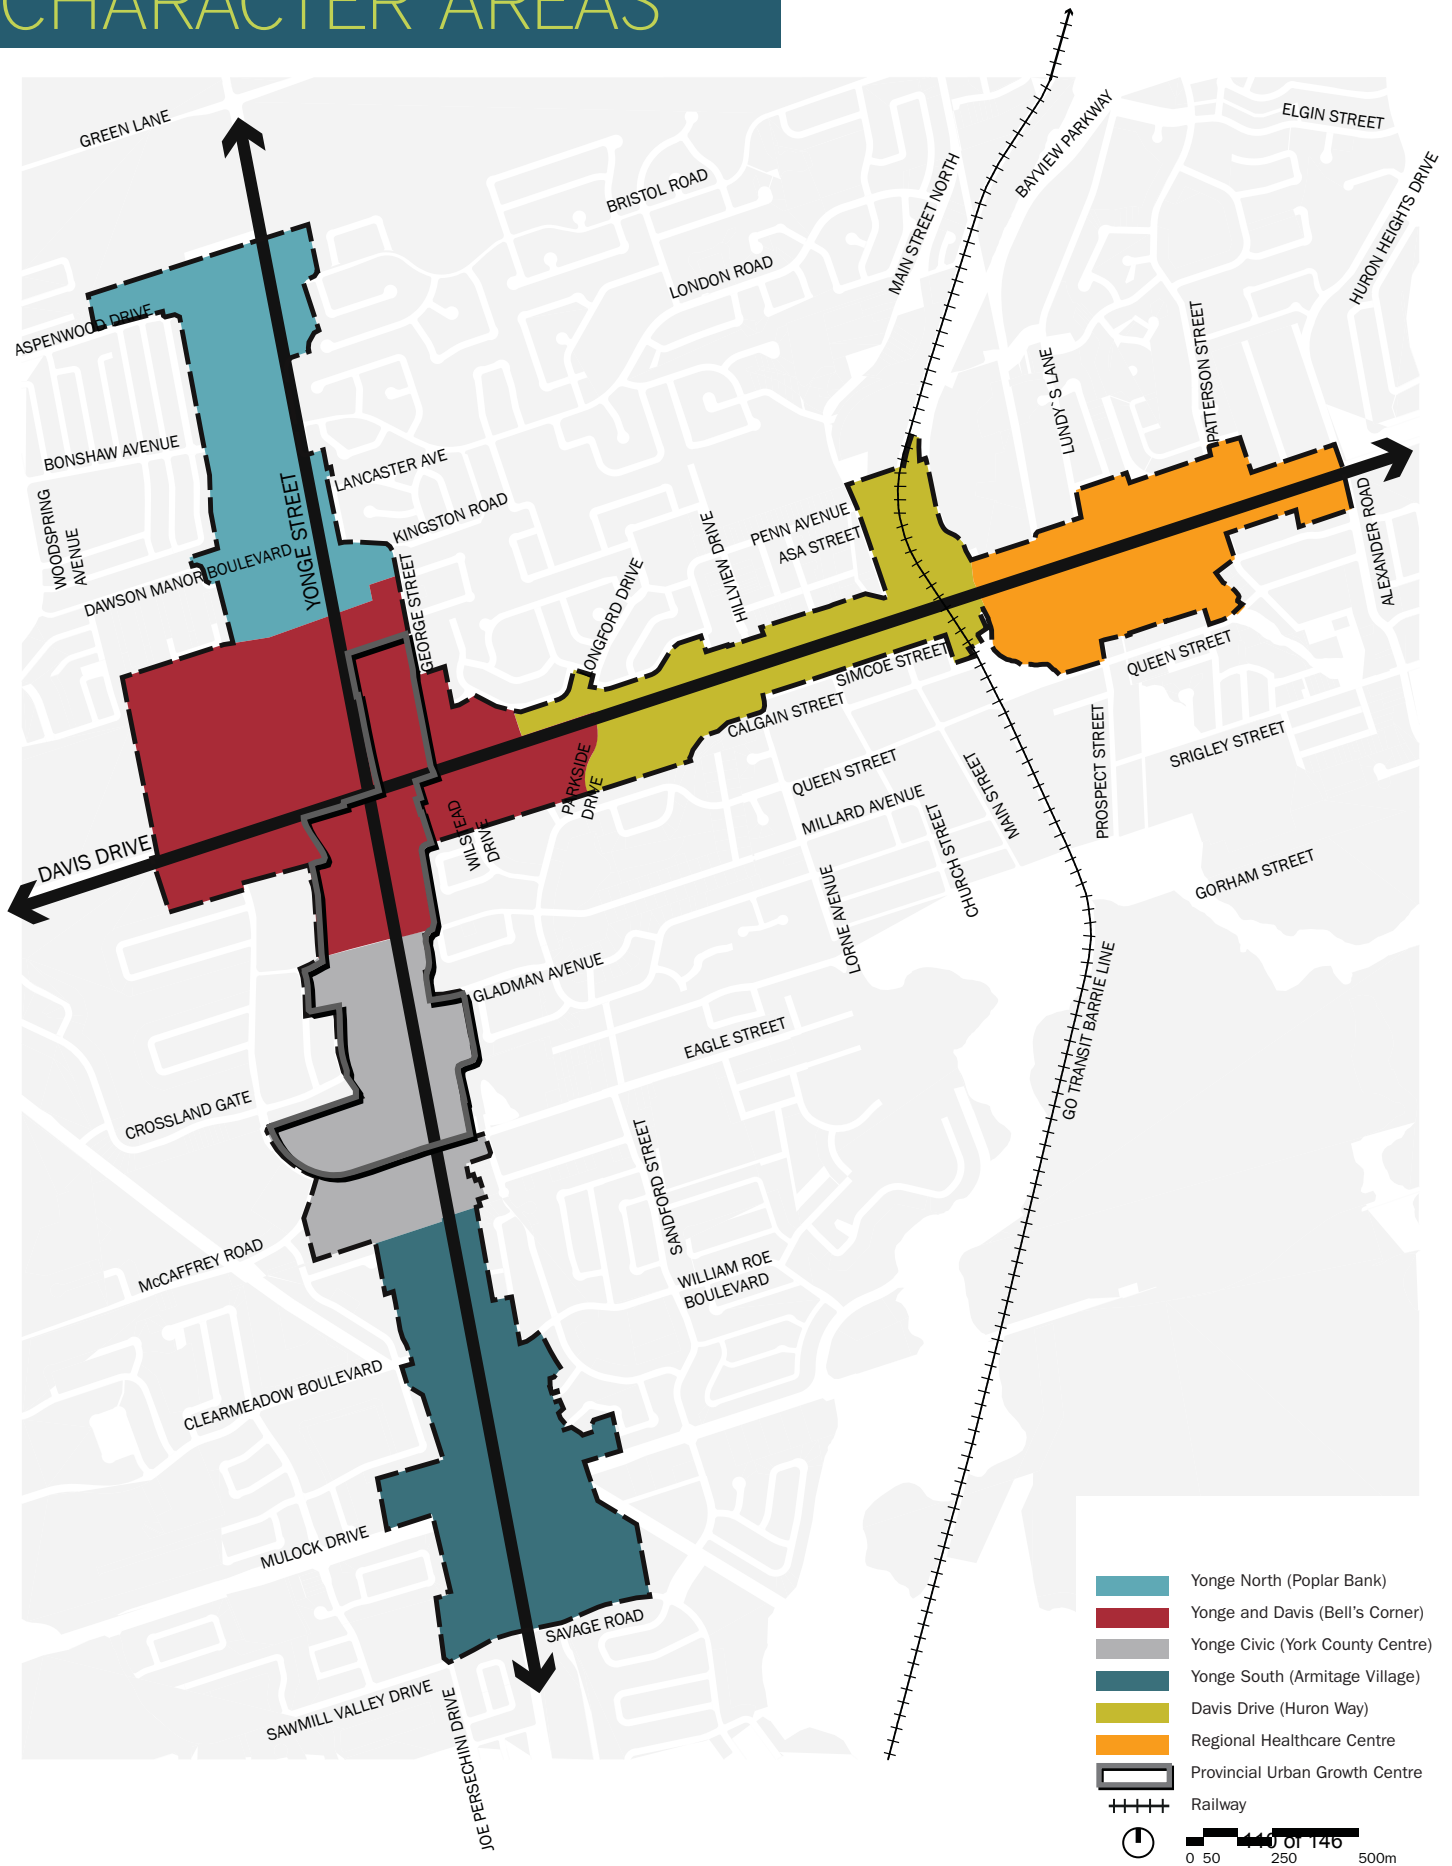 CHARACTER AREAS
GREEN LANE
ELGIN STREET
BAYVIEW PARKWAY
BRISTOL ROAD
MAIN STREET NORTH
HURON HEIGHTS DRIVE
LONDON ROAD
ASPENWOOD DRIVE
PATTERSON STREET
LUNDY`S LANE
BONSHAW AVENUE
LANCASTER AVE
YONGE STREET
KINGSTON ROAD
WOODSPRING
AVENUE
DAWSON MANOR BOULEVARD
GEORGE STREET
LONGFORD DRIVE
HILLVIEW DRIVE
PENN AVENUE
ASA STREET
ALEXANDER ROAD
SIMCOE STREET
QUEEN STREET
CALGAIN STREET
PARKSIDE
DRIVE
QUEEN STREET
MILLARD AVENUE
MAIN STREET
PROSPECT STREET
SRIGLEY STREET
WILSTEAD
DRIVE
DAVIS DRIVE
CHURCH STREET
LORNE AVENUE
GORHAM STREET
GLADMAN AVENUE
EAGLE STREET
GO TRANSIT BARRIE LINE
CROSSLAND GATE
SANDFORD STREET
McCAFFREY ROAD
WILLIAM ROE
BOULEVARD
CLEARMEADOW BOULEVARD
MULOCK DRIVE
SAVAGE ROAD
SAWMILL VALLEY DRIVE
JOE PERSECHINI DRIVE
Yonge North (Poplar Bank)
Yonge and Davis (Bell's Corner)
Yonge Civic (York County Centre)
Yonge South (Armitage Village)
Davis Drive (Huron Way)
Regional Healthcare Centre
Provincial Urban Growth Centre
Railway
110 of 146
0 50 250 500m